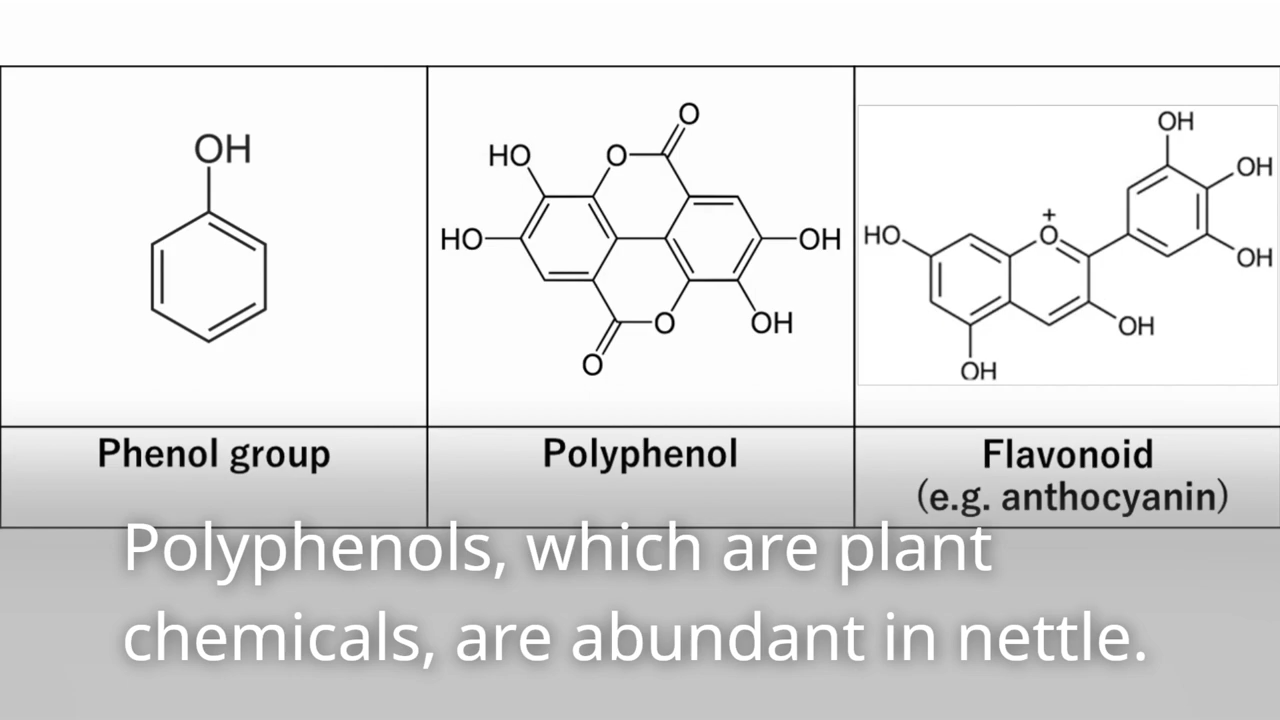 OH
HO
HO
O
O
O
O
OH
OH
OH
OH
OH
HO
+
O
OH
OH
Phenol group
Polyphenol
Flavonoid
(e.g. anthocyanin)
Polyphenols, which are plant
chemicals, are abundant in nettle.